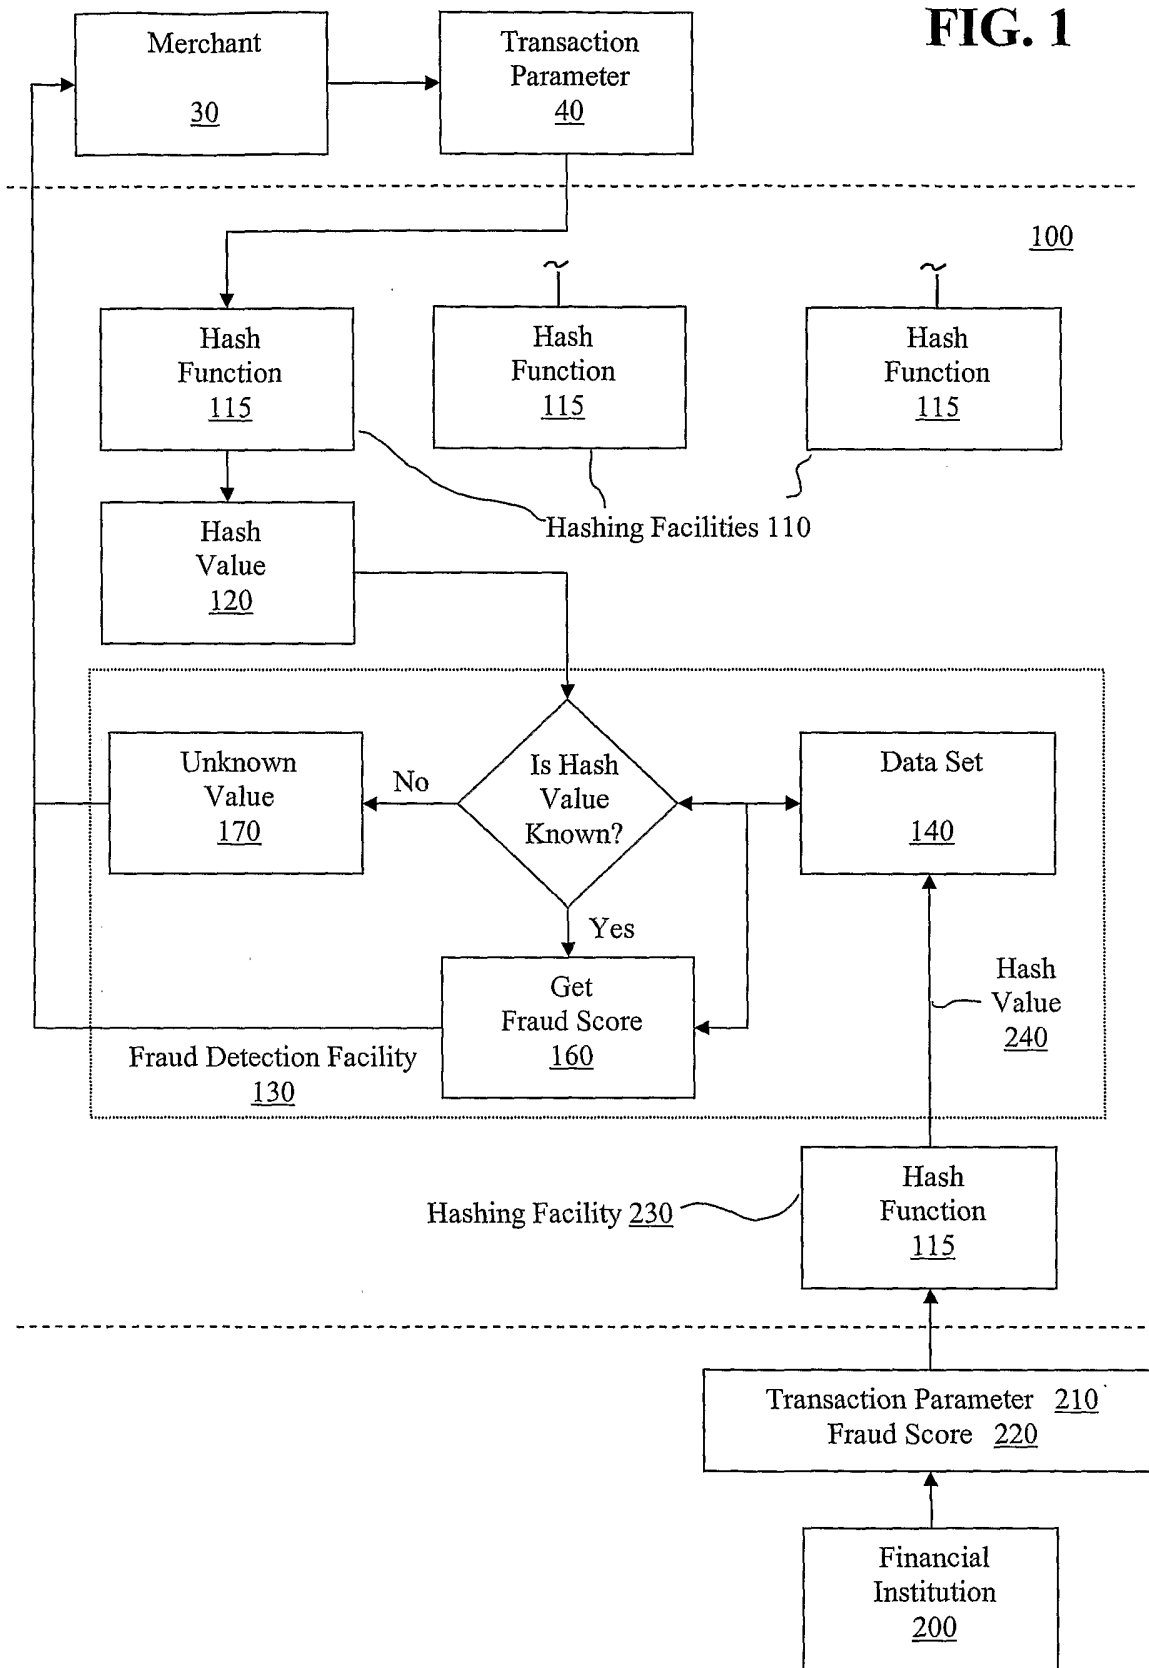 FIG. 1
Merchant
30
Transaction
Parameter
40
100
Hash
Function
115
Hash
Function
115
Hash
Function
115
Hashing Facilities 110
Hash
Value
120
Unknown
Value
170
No
Is Hash
Value
Known?
Data Set
140
Yes
Get
Fraud Score
160
Hash
Value
240
Fraud Detection Facility
130
Hashing Facility 230
Hash
Function
115
Transaction Parameter 210
Fraud Score 220
Financial
Institution
200